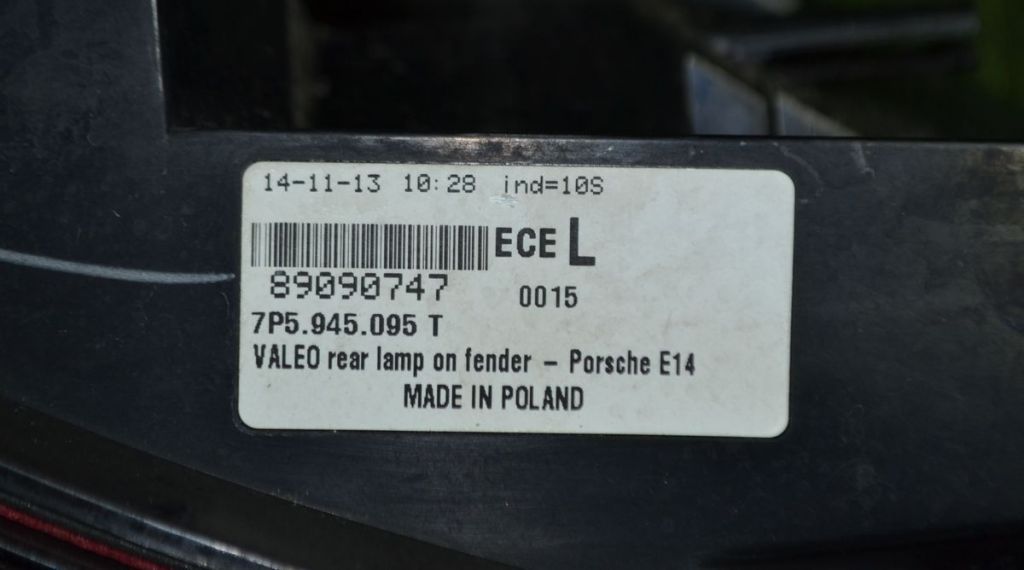 14-11-13 10:28 ind=10S
ECE L
89090747 0015
7P5.945.095 T
VALEO rear lamp on fender – Porsche E14
MADE IN POLAND